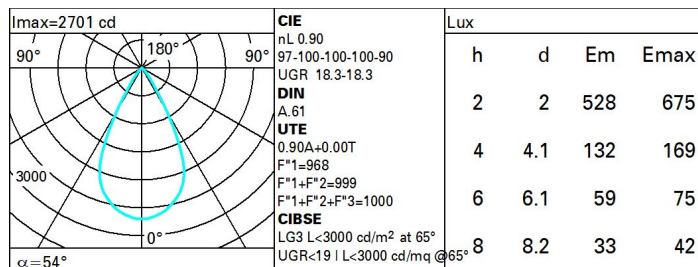 Imax=2701 cd
90° 180° 90°
3000
0°
α=54°
CIE
nL 0.90
97-100-100-100-90
UGR 18.3-18.3
DIN
A.61
UTE
0.90A+0.00T
F"1=968
F"1+F"2=999
F"1+F"2+F"3=1000
CIBSE
LG3 L<3000 cd/m² at 65°
UGR<19 | L<3000 cd/mq @65°
Lux
h d Em Emax
2 2 528 675
4 4.1 132 169
6 6.1 59 75
8 8.2 33 42